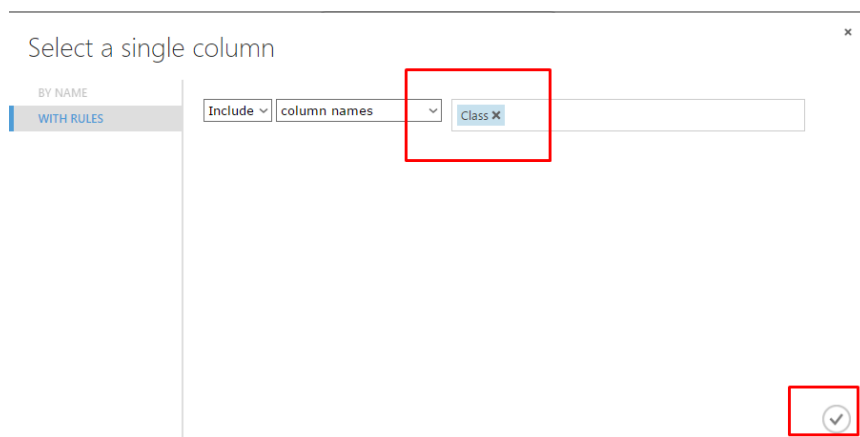 Select a single column
×
BY NAME
WITH RULES
Include column names Class ×